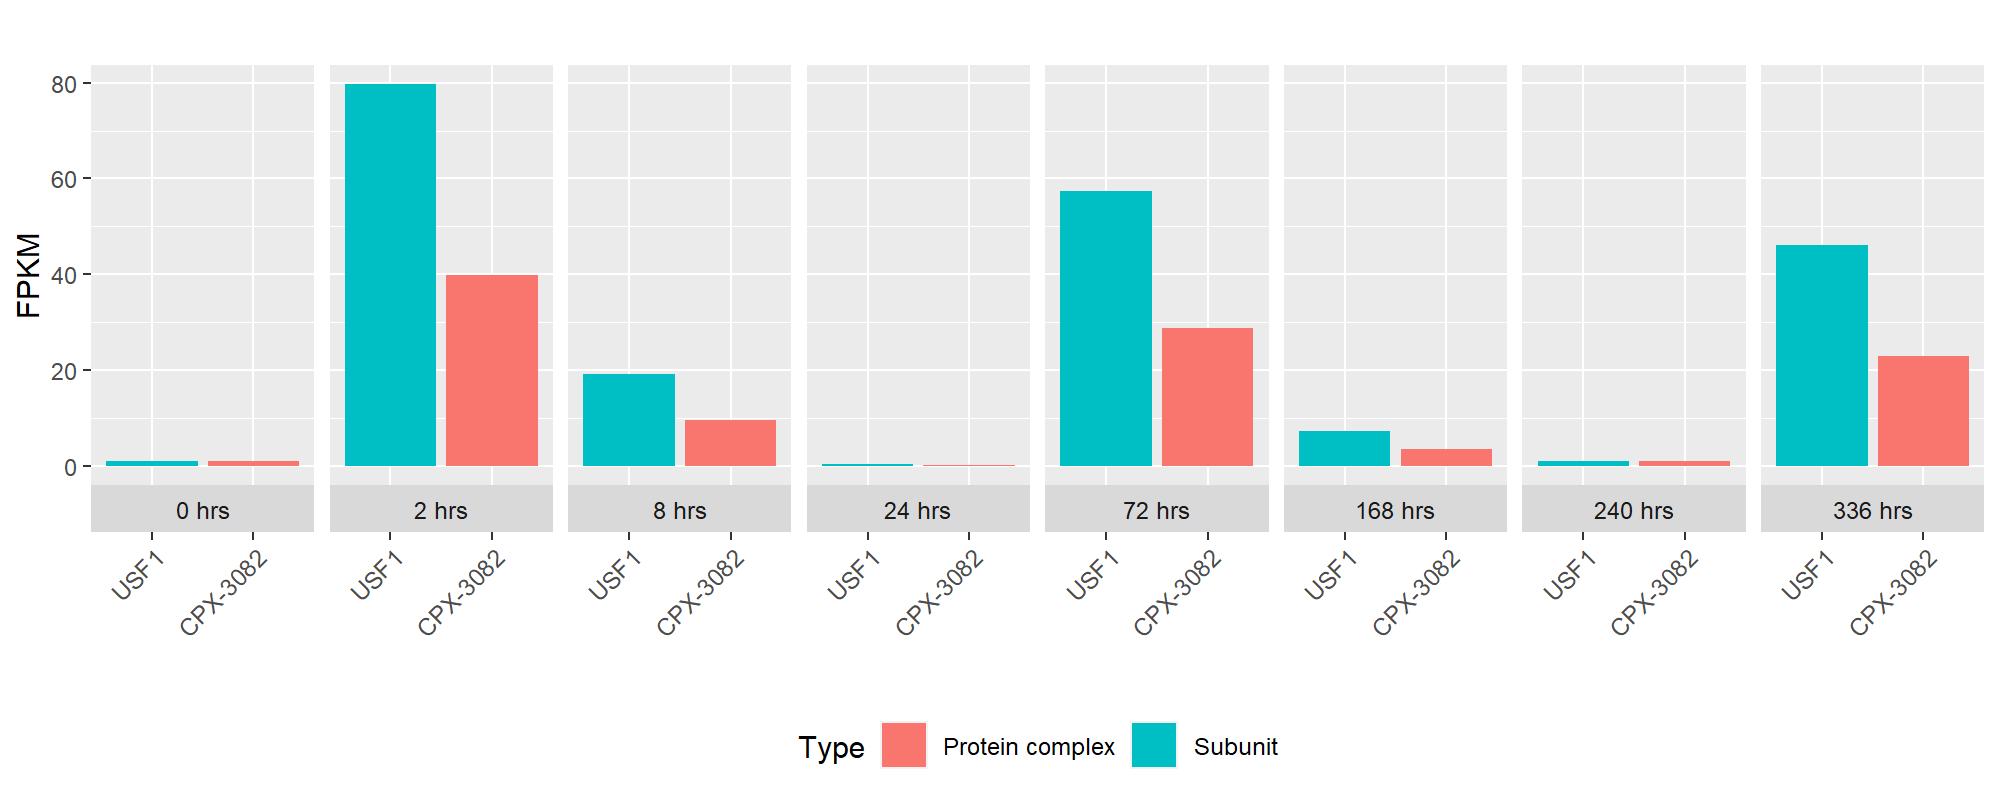 FPKM
80
60
40
20
0
0 hrs 2 hrs 8 hrs 24 hrs 72 hrs 168 hrs 240 hrs 336 hrs
USF1 CPX-3082 USF1 CPX-3082 USF1 CPX-3082 USF1 CPX-3082 USF1 CPX-3082 USF1 CPX-3082 USF1 CPX-3082 USF1 CPX-3082
Type Protein complex Subunit